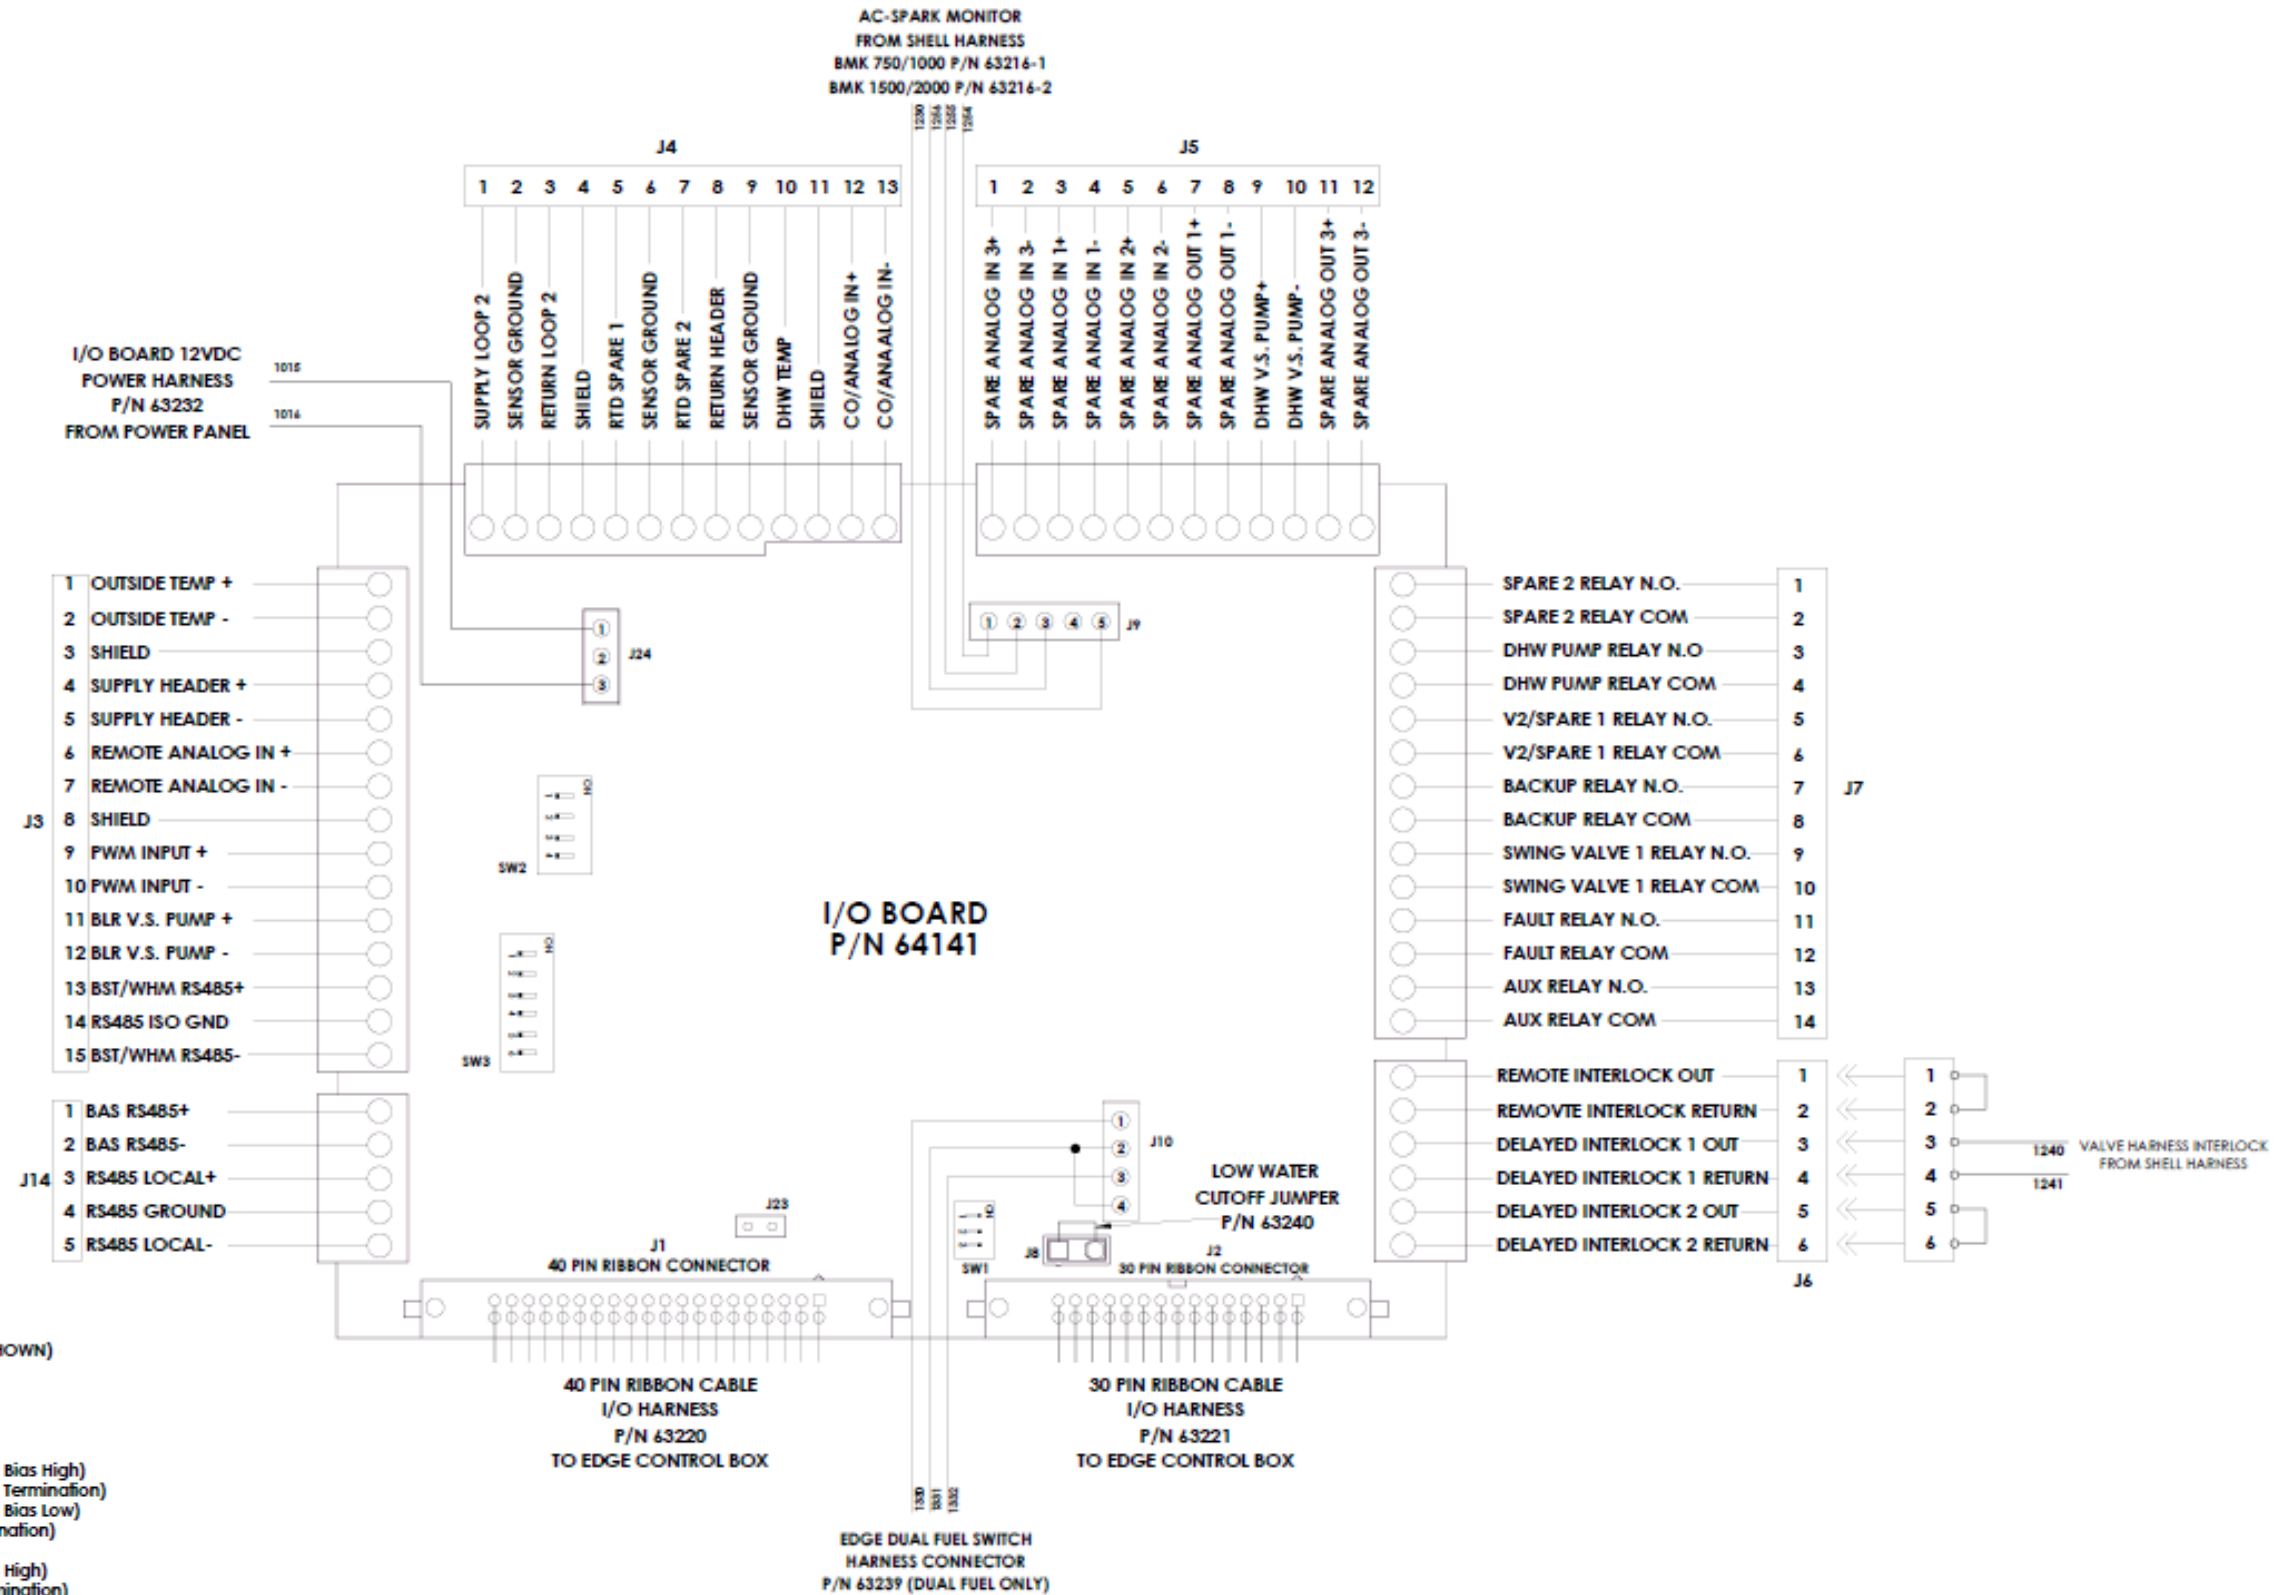 AC-SPARK MONITOR
FROM SHELL HARNESS
BMK 750/1000 P/N 63216-1
BMK 1500/2000 P/N 63216-2
1254
J4
J5
1 2 3 4 5 6 7 8 9 10 11 12 13
1 2 3 4 5 6 7 8 9 10 11 12
SUPPLY LOOP 2
SENSOR GROUND
RETURN LOOP 2
SHIELD
RTD SPARE 1
SENSOR GROUND
RTD SPARE 2
RETURN HEADER
SENSOR GROUND
DHW TEMP
SHIELD
CO/ANALOG IN+
CO/ANAALOG IN-
SPARE ANALOG IN 3+
SPARE ANALOG IN 3-
SPARE ANALOG IN 1+
SPARE ANALOG IN 1-
SPARE ANALOG IN 2+
SPARE ANALOG IN 2-
SPARE ANALOG OUT 1+
SPARE ANALOG OUT 1-
DHW V.S. PUMP+
DHW V.S. PUMP-
SPARE ANALOG OUT 3+
SPARE ANALOG OUT 3-
I/O BOARD 12VDC
POWER HARNESS
P/N 63232
FROM POWER PANEL
1015
1016
1
2
3
J24
1 2 3 4 5
J9
J3
1 OUTSIDE TEMP +
2 OUTSIDE TEMP -
3 SHIELD
4 SUPPLY HEADER +
5 SUPPLY HEADER -
6 REMOTE ANALOG IN +
7 REMOTE ANALOG IN -
8 SHIELD
9 PWM INPUT +
10 PWM INPUT -
11 BLR V.S. PUMP +
12 BLR V.S. PUMP -
13 BST/WHM RS485+
14 RS485 ISO GND
15 BST/WHM RS485-
J14
1 BAS RS485+
2 BAS RS485-
3 RS485 LOCAL+
4 RS485 GROUND
5 RS485 LOCAL-
SW2
SW3
I/O BOARD
P/N 64141
SPARE 2 RELAY N.O. 1
SPARE 2 RELAY COM 2
DHW PUMP RELAY N.O 3
DHW PUMP RELAY COM 4
V2/SPARE 1 RELAY N.O. 5
V2/SPARE 1 RELAY COM 6
BACKUP RELAY N.O. 7
BACKUP RELAY COM 8
SWING VALVE 1 RELAY N.O. 9
SWING VALVE 1 RELAY COM 10
FAULT RELAY N.O. 11
FAULT RELAY COM 12
AUX RELAY N.O. 13
AUX RELAY COM 14
J7
REMOTE INTERLOCK OUT 1 1
REMOVTE INTERLOCK RETURN 2 2
DELAYED INTERLOCK 1 OUT 3 3
DELAYED INTERLOCK 1 RETURN 4 4
DELAYED INTERLOCK 2 OUT 5 5
DELAYED INTERLOCK 2 RETURN 6 6
J6
1240
1241
VALVE HARNESS INTERLOCK
FROM SHELL HARNESS
1
2
3
4
J10
LOW WATER
CUTOFF JUMPER
P/N 63240
J23
SW1
J8
J1
40 PIN RIBBON CONNECTOR
J2
30 PIN RIBBON CONNECTOR
40 PIN RIBBON CABLE
I/O HARNESS
P/N 63220
TO EDGE CONTROL BOX
30 PIN RIBBON CABLE
I/O HARNESS
P/N 63221
TO EDGE CONTROL BOX
1330
1331
1332
EDGE DUAL FUEL SWITCH
HARNESS CONNECTOR
P/N 63239 (DUAL FUEL ONLY)
Bias High)
Termination)
Bias Low)
High)